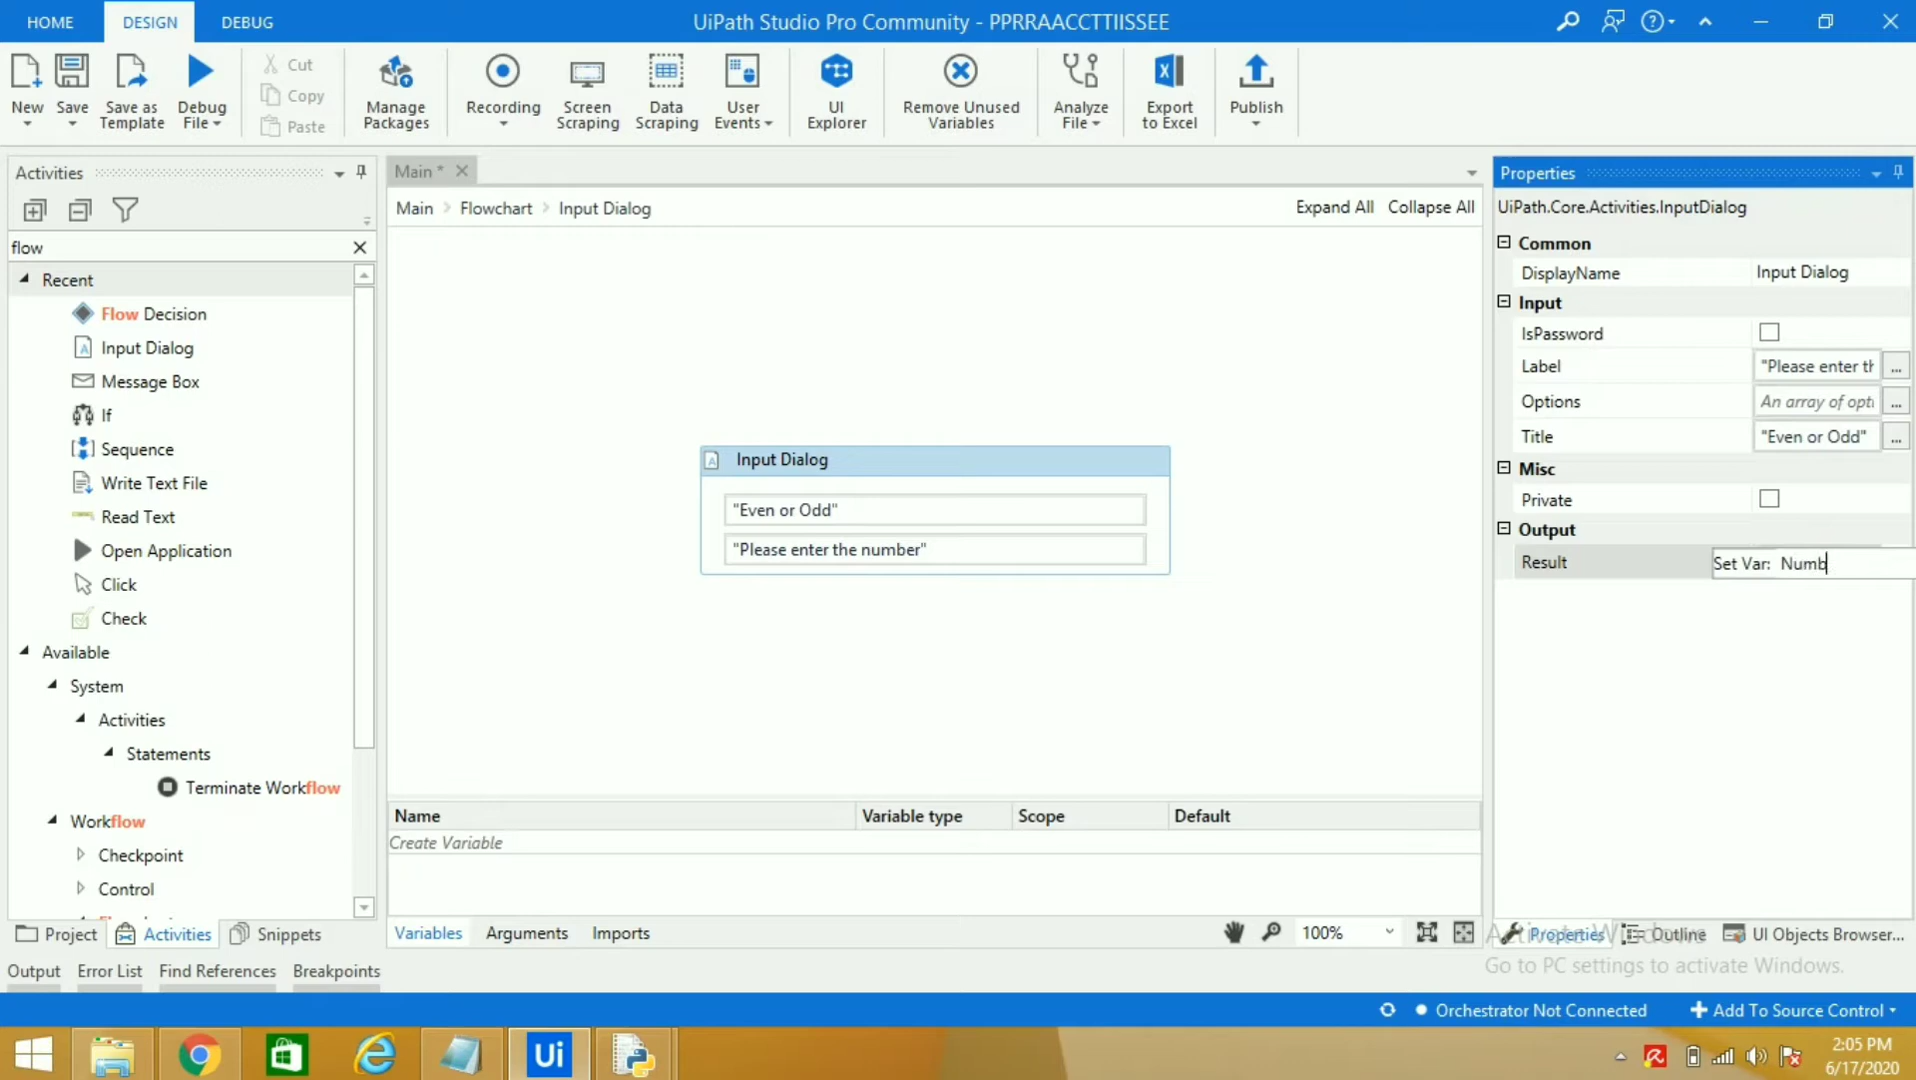 HOME DESIGN DEBUG UiPath Studio Pro Community - PPRRAACCTTIISSEE
New Save Save as Template Debug File Cut Copy Paste Manage Packages Recording Screen Scraping Data Scraping User Events UI Explorer Remove Unused Variables Analyze File Export to Excel Publish
Activities
flow
Recent
Flow Decision
Input Dialog
Message Box
If
Sequence
Write Text File
Read Text
Open Application
Click
Check
Available
System
Activities
Statements
Terminate Workflow
Workflow
Checkpoint
Control
Project Activities Snippets
Main *
Main Flowchart Input Dialog Expand All Collapse All
Input Dialog
"Even or Odd"
"Please enter the number"
Name Variable type Scope Default
Create Variable
Variables Arguments Imports 100%
Properties
UiPath.Core.Activities.InputDialog
Common
DisplayName Input Dialog
Input
IsPassword
Label "Please enter th ...
Options An array of opti ...
Title "Even or Odd" ...
Misc
Private
Output
Result Set Var: Numb
Properties Outline UI Objects Browser...
Activate Windows
Go to PC settings to activate Windows.
Output Error List Find References Breakpoints
Orchestrator Not Connected Add To Source Control
Ui
2:05 PM
6/17/2020